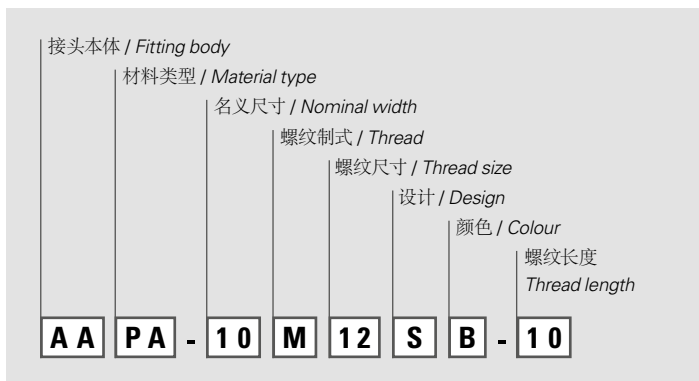 接头本体 / Fitting body
材料类型 / Material type
名义尺寸 / Nominal width
螺纹制式 / Thread
螺纹尺寸 / Thread size
设计 / Design
颜色 / Colour
螺纹长度
Thread length
AA PA - 10 M 12 S B - 10